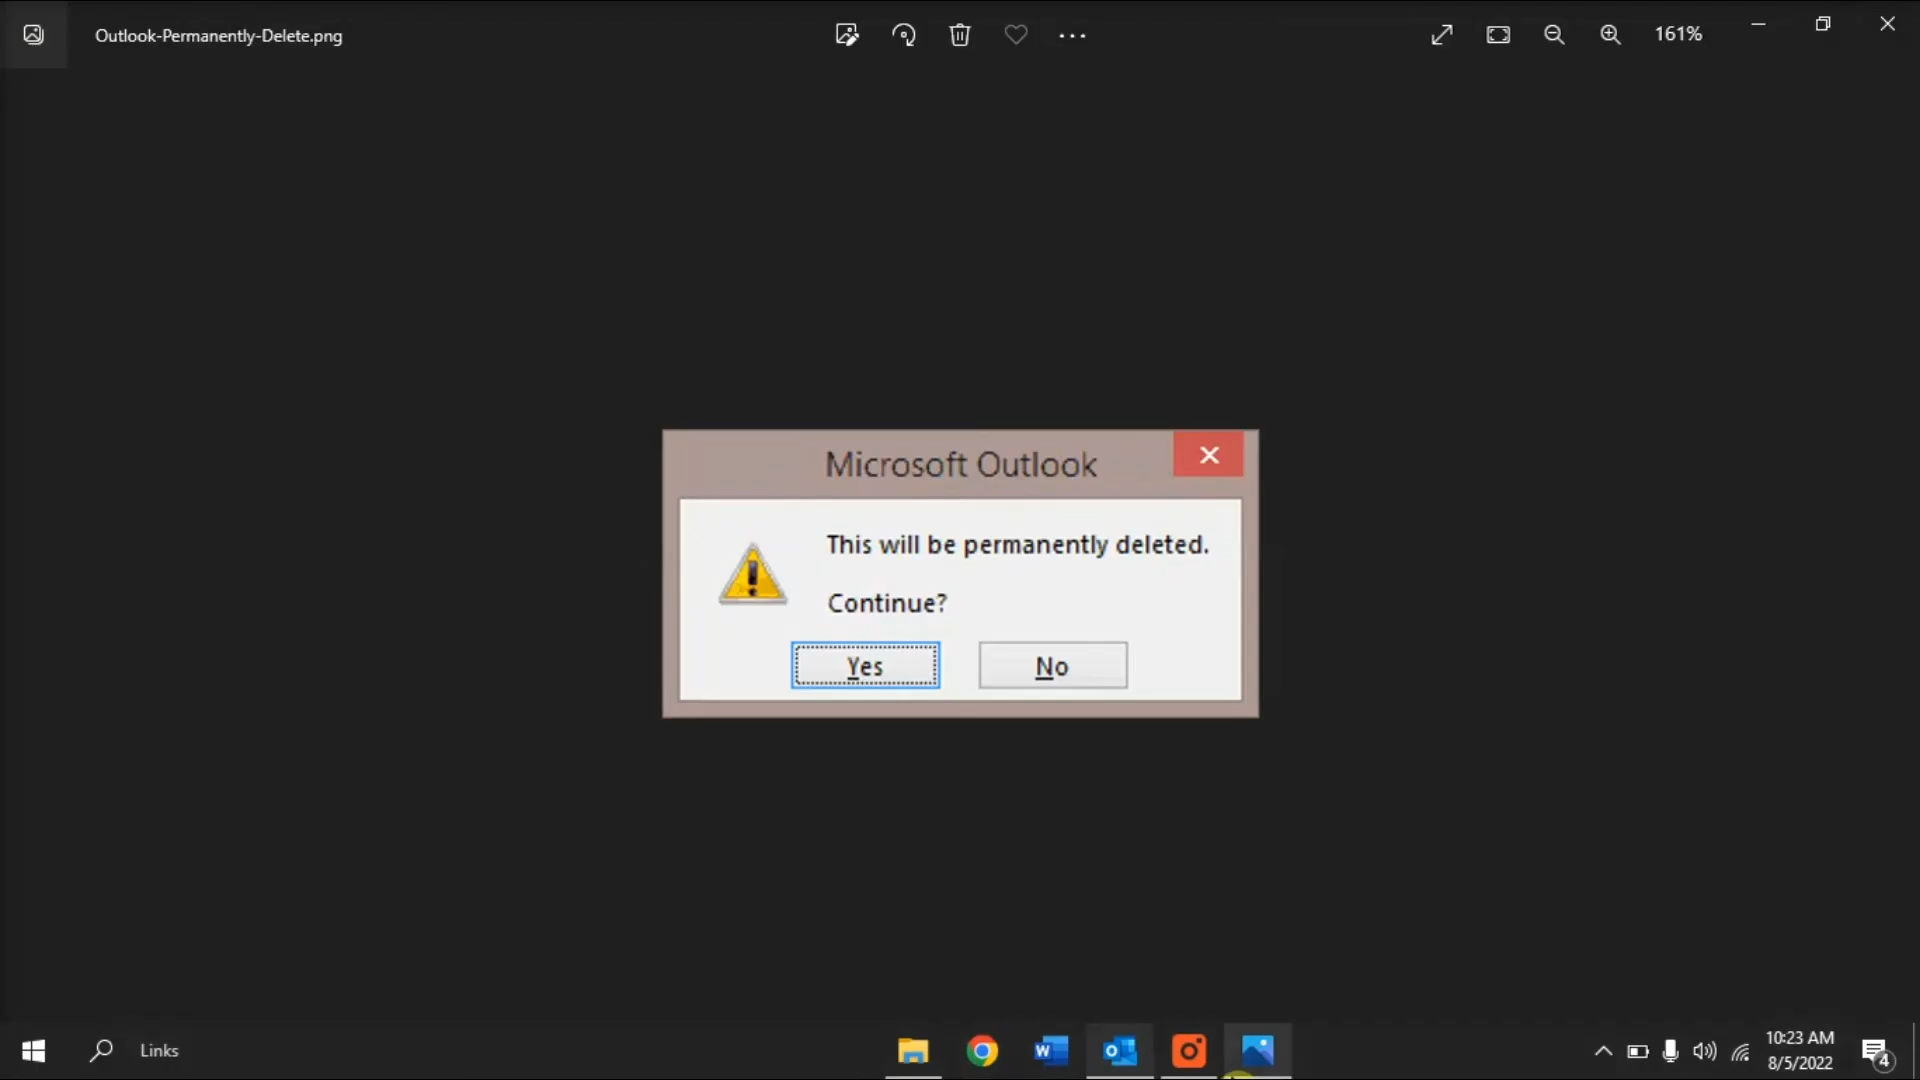 Outlook-Permanently-Delete.png
161%
Microsoft Outlook
This will be permanently deleted.
Continue?
Yes
No
Links
10:23 AM
8/5/2022
4